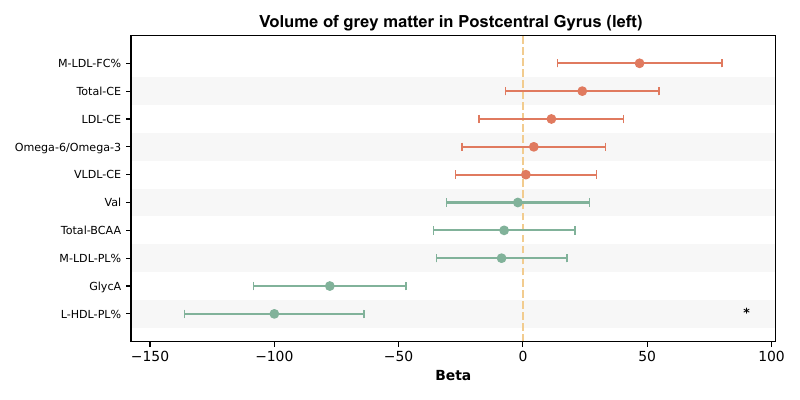 Volume of grey matter in Postcentral Gyrus (left)
M-LDL-FC%
Total-CE
LDL-CE
Omega-6/Omega-3
VLDL-CE
Val
Total-BCAA
M-LDL-PL%
GlycA
L-HDL-PL% *
−150 −100 −50 0 50 100
Beta